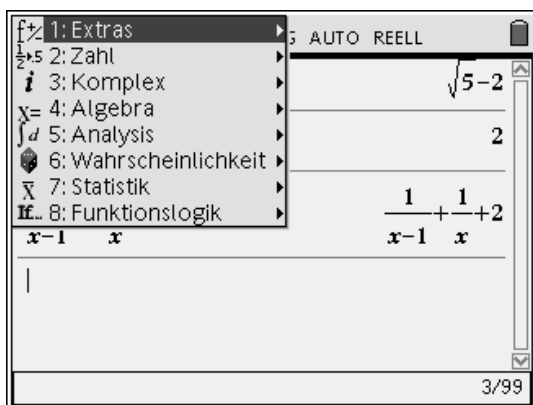 1: Extras
AUTO REELL
2: Zahl
3: Komplex
√5-2
4: Algebra
5: Analysis
2
6: Wahrscheinlichkeit
7: Statistik
8: Funktionslogik
1/(x-1)+1/x+2
x-1 x
3/99